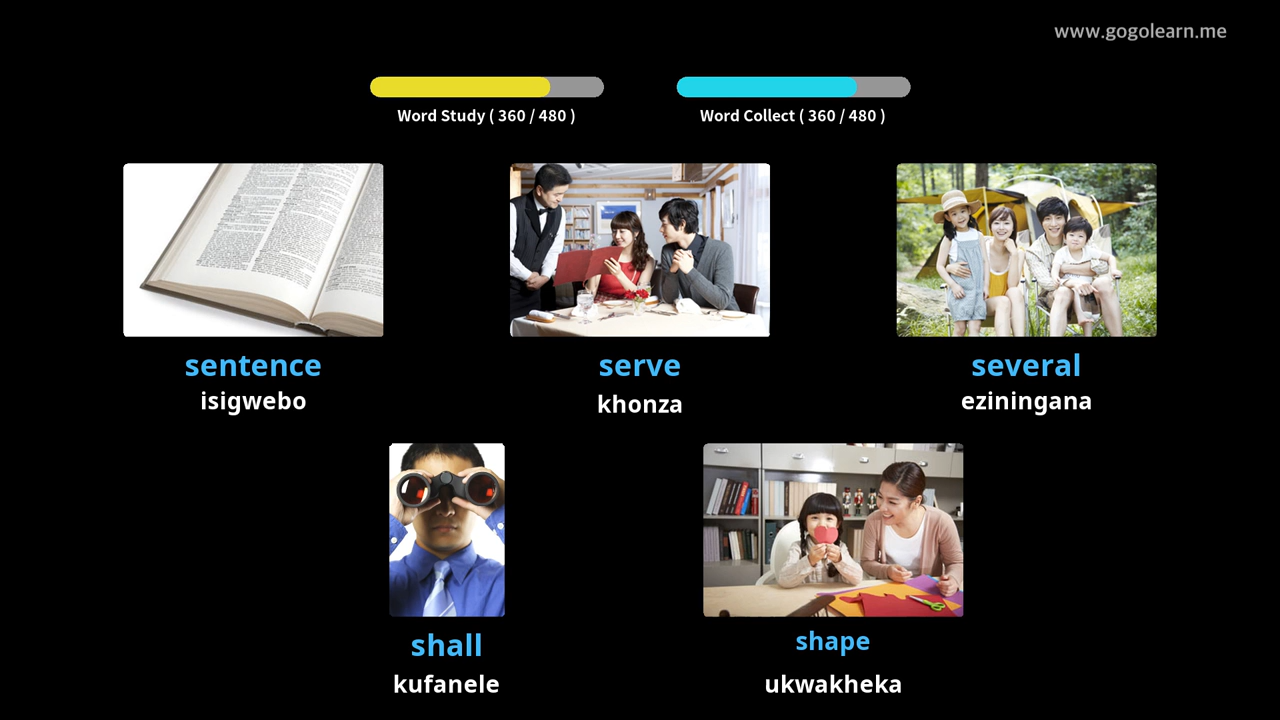 www.gogolearn.me
Word Study ( 360 / 480 )
Word Collect ( 360 / 480 )
sentence
isigwebo
serve
khonza
several
eziningana
shall
kufanele
shape
ukwakheka